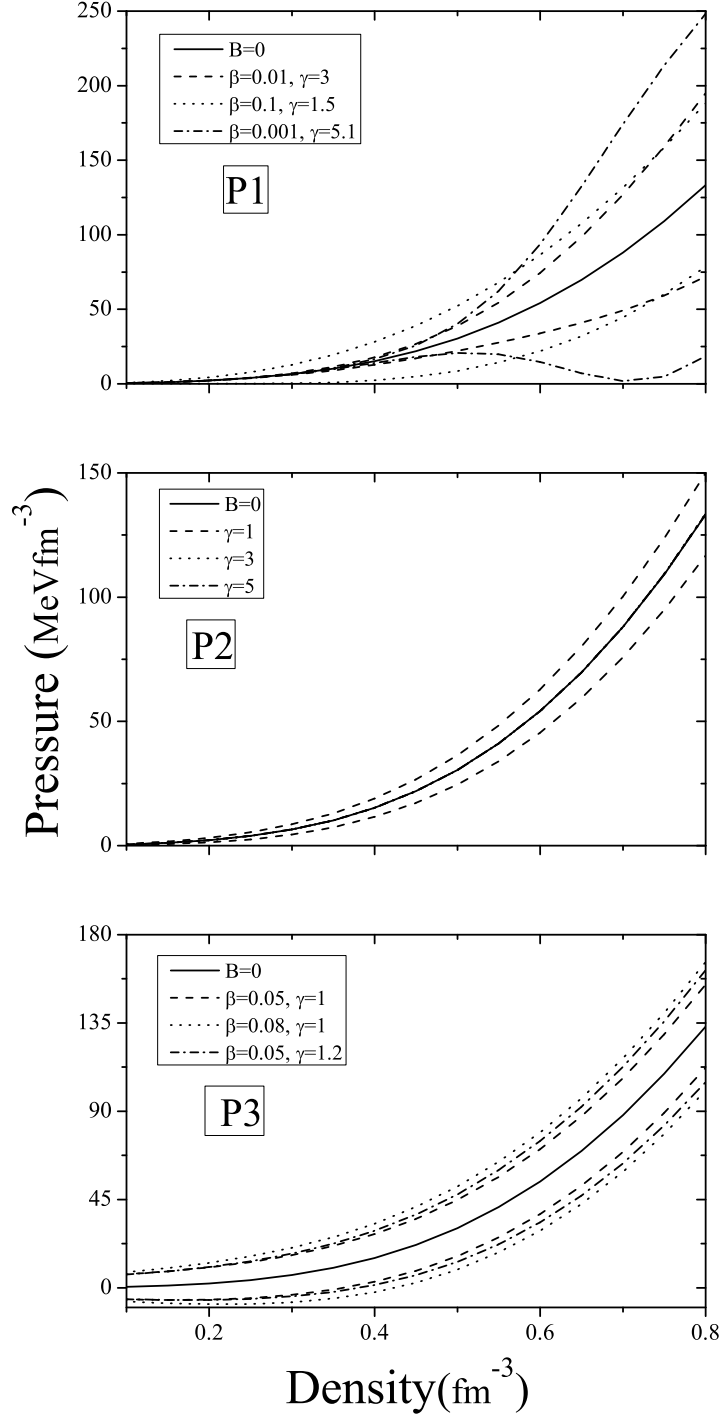 250
200
150
100
50
0
B=0
β=0.01, γ=3
β=0.1, γ=1.5
β=0.001, γ=5.1
P1
Pressure (MeVfm⁻³)
150
100
50
0
B=0
γ=1
γ=3
γ=5
P2
180
135
90
45
0
B=0
β=0.05, γ=1
β=0.08, γ=1
β=0.05, γ=1.2
P3
0.2 0.4 0.6 0.8
Density(fm⁻³)